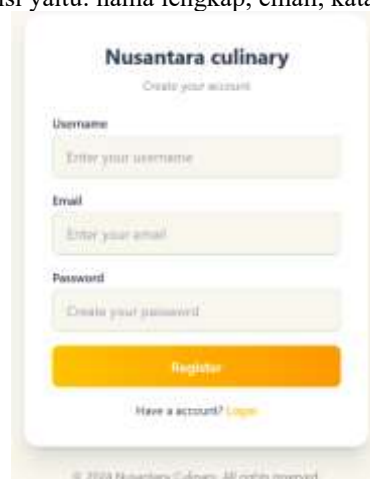 isi yaitu: nama lengkap, email, kata
Nusantara culinary
Create your account
Username
Enter your username
Email
Enter your email
Password
Create your password
Register
Have a account? Login
© 2024 Nusantara Culinary. All rights reserved